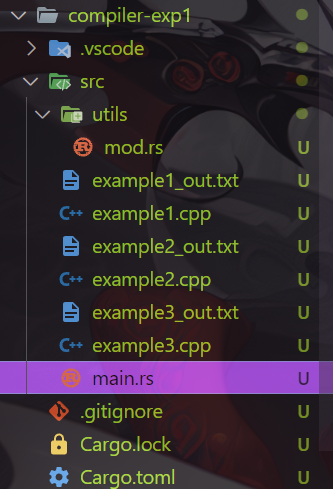 compiler-exp1
.vscode
src
utils
mod.rs U
example1_out.txt U
example1.cpp U
example2_out.txt U
example2.cpp U
example3_out.txt U
example3.cpp U
main.rs U
.gitignore U
Cargo.lock U
Cargo.toml U